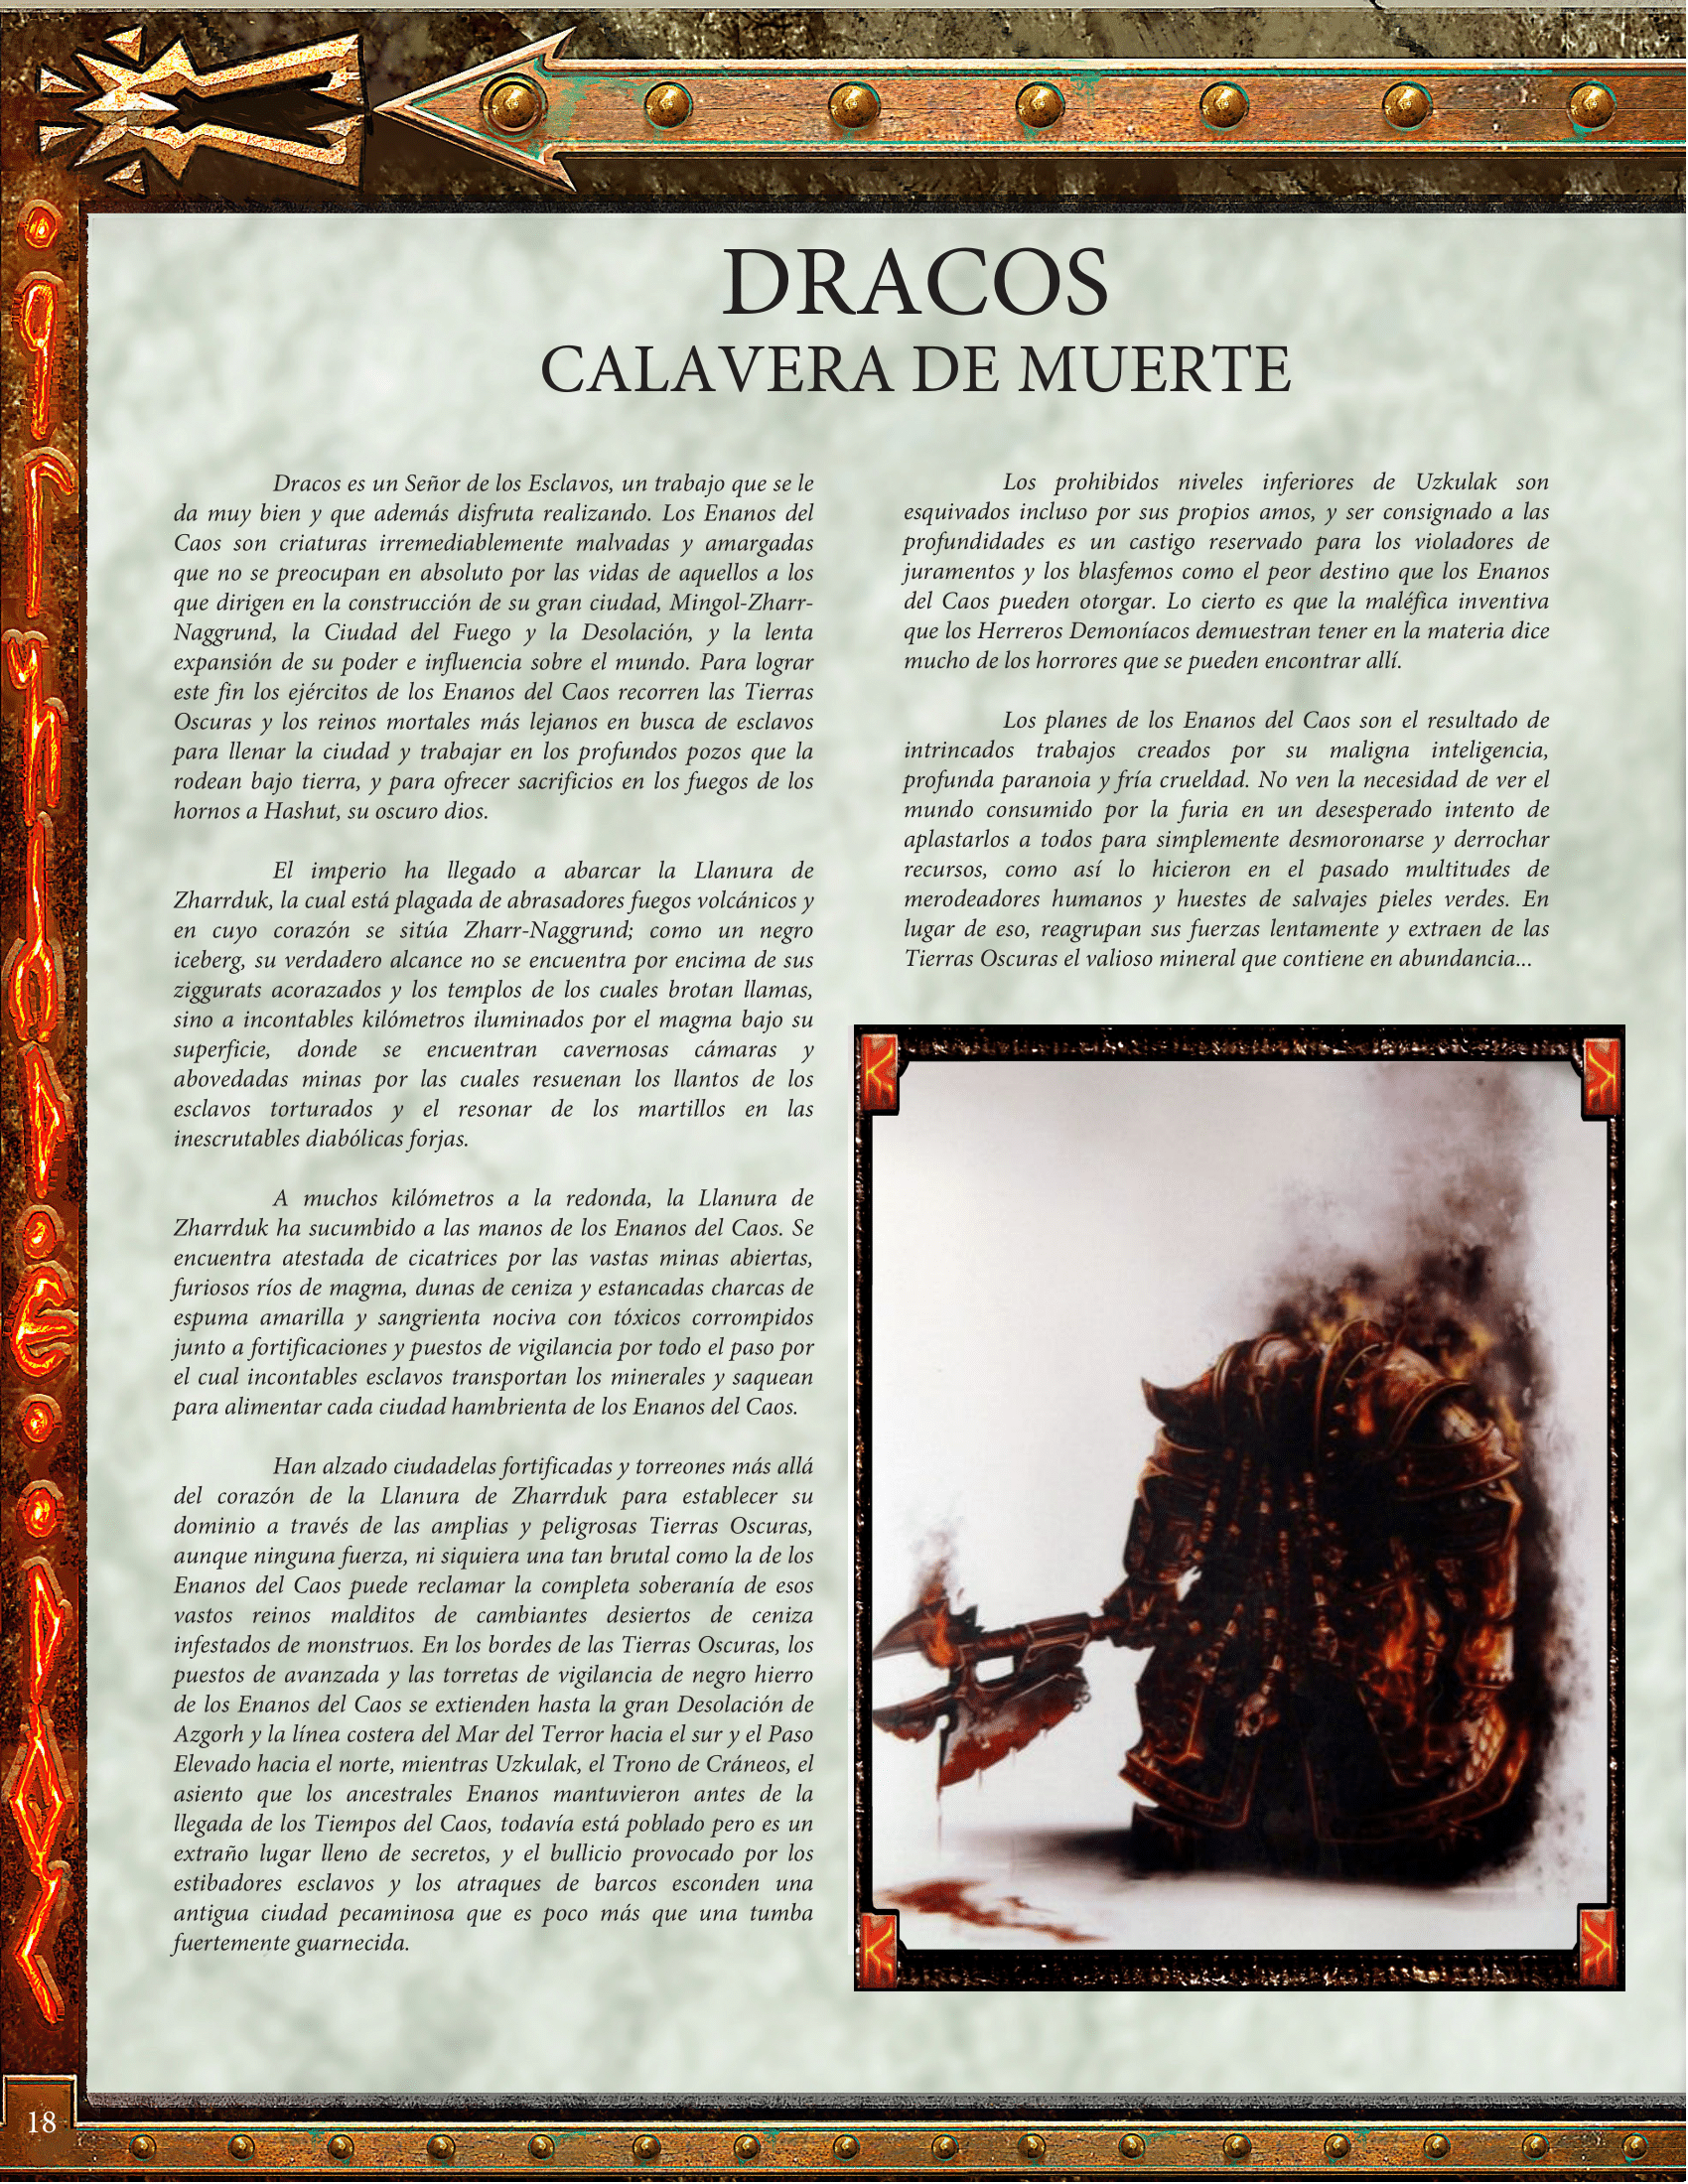 DRACOS
CALAVERA DE MUERTE
Dracos es un Señor de los Esclavos, un trabajo que se le
da muy bien y que además disfruta realizando. Los Enanos del
Caos son criaturas irremediablemente malvadas y amargadas
que no se preocupan en absoluto por las vidas de aquellos a los
que dirigen en la construcción de su gran ciudad, Mingol-Zharr-
Naggrund, la Ciudad del Fuego y la Desolación, y la lenta
expansión de su poder e influencia sobre el mundo. Para lograr
este fin los ejércitos de los Enanos del Caos recorren las Tierras
Oscuras y los reinos mortales más lejanos en busca de esclavos
para llenar la ciudad y trabajar en los profundos pozos que la
rodean bajo tierra, y para ofrecer sacrificios en los fuegos de los
hornos a Hashut, su oscuro dios.
El imperio ha llegado a abarcar la Llanura de
Zharrduk, la cual está plagada de abrasadores fuegos volcánicos y
en cuyo corazón se sitúa Zharr-Naggrund; como un negro
iceberg, su verdadero alcance no se encuentra por encima de sus
ziggurats acorazados y los templos de los cuales brotan llamas,
sino a incontables kilómetros iluminados por el magma bajo su
superficie, donde se encuentran cavernosas cámaras y
abovedadas minas por las cuales resuenan los llantos de los
esclavos torturados y el resonar de los martillos en las
inescrutables diabólicas forjas.
A muchos kilómetros a la redonda, la Llanura de
Zharrduk ha sucumbido a las manos de los Enanos del Caos. Se
encuentra atestada de cicatrices por las vastas minas abiertas,
furiosos ríos de magma, dunas de ceniza y estancadas charcas de
espuma amarilla y sangrienta nociva con tóxicos corrompidos
junto a fortificaciones y puestos de vigilancia por todo el paso por
el cual incontables esclavos transportan los minerales y saquean
para alimentar cada ciudad hambrienta de los Enanos del Caos.
Han alzado ciudadelas fortificadas y torreones más allá
del corazón de la Llanura de Zharrduk para establecer su
dominio a través de las amplias y peligrosas Tierras Oscuras,
aunque ninguna fuerza, ni siquiera una tan brutal como la de los
Enanos del Caos puede reclamar la completa soberanía de esos
vastos reinos malditos de cambiantes desiertos de ceniza
infestados de monstruos. En los bordes de las Tierras Oscuras, los
puestos de avanzada y las torretas de vigilancia de negro hierro
de los Enanos del Caos se extienden hasta la gran Desolación de
Azgorh y la línea costera del Mar del Terror hacia el sur y el Paso
Elevado hacia el norte, mientras Uzkulak, el Trono de Cráneos, el
asiento que los ancestrales Enanos mantuvieron antes de la
llegada de los Tiempos del Caos, todavía está poblado pero es un
extraño lugar lleno de secretos, y el bullicio provocado por los
estibadores esclavos y los atraques de barcos esconden una
antigua ciudad pecaminosa que es poco más que una tumba
fuertemente guarnecida.
Los prohibidos niveles inferiores de Uzkulak son
esquivados incluso por sus propios amos, y ser consignado a las
profundidades es un castigo reservado para los violadores de
juramentos y los blasfemos como el peor destino que los Enanos
del Caos pueden otorgar. Lo cierto es que la maléfica inventiva
que los Herreros Demoníacos demuestran tener en la materia dice
mucho de los horrores que se pueden encontrar allí.
Los planes de los Enanos del Caos son el resultado de
intrincados trabajos creados por su maligna inteligencia,
profunda paranoia y fría crueldad. No ven la necesidad de ver el
mundo consumido por la furia en un desesperado intento de
aplastarlos a todos para simplemente desmoronarse y derrochar
recursos, como así lo hicieron en el pasado multitudes de
merodeadores humanos y huestes de salvajes pieles verdes. En
lugar de eso, reagrupan sus fuerzas lentamente y extraen de las
Tierras Oscuras el valioso mineral que contiene en abundancia...
18